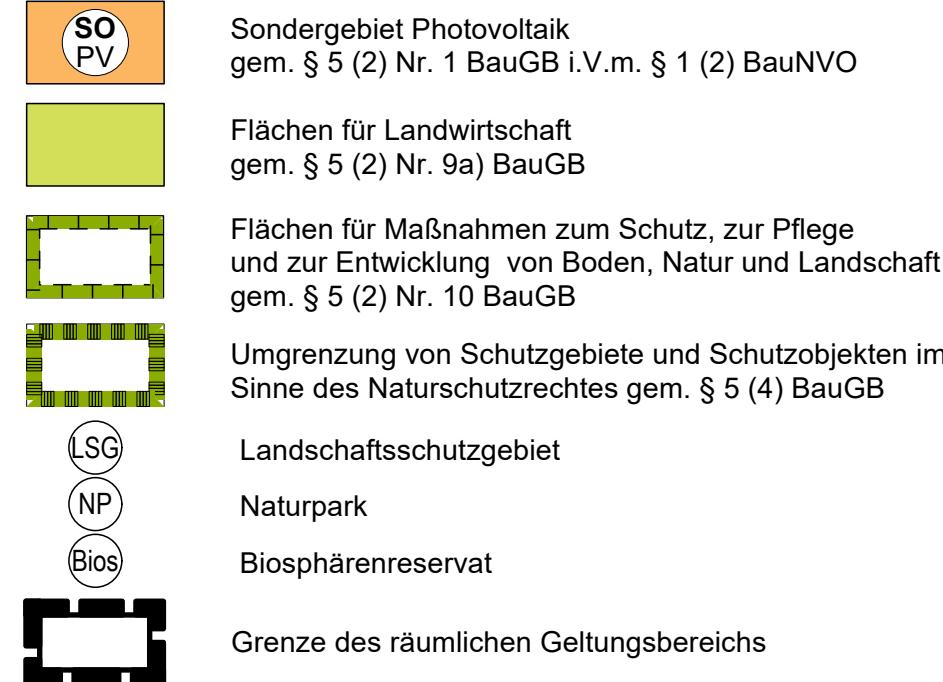 SO
PV
Sondergebiet Photovoltaik
gem. § 5 (2) Nr. 1 BauGB i.V.m. § 1 (2) BauNVO
Flächen für Landwirtschaft
gem. § 5 (2) Nr. 9a) BauGB
Flächen für Maßnahmen zum Schutz, zur Pflege
und zur Entwicklung von Boden, Natur und Landschaft
gem. § 5 (2) Nr. 10 BauGB
Umgrenzung von Schutzgebiete und Schutzobjekten im
Sinne des Naturschutzrechtes gem. § 5 (4) BauGB
LSG Landschaftsschutzgebiet
NP Naturpark
Bios Biosphärenreservat
Grenze des räumlichen Geltungsbereichs